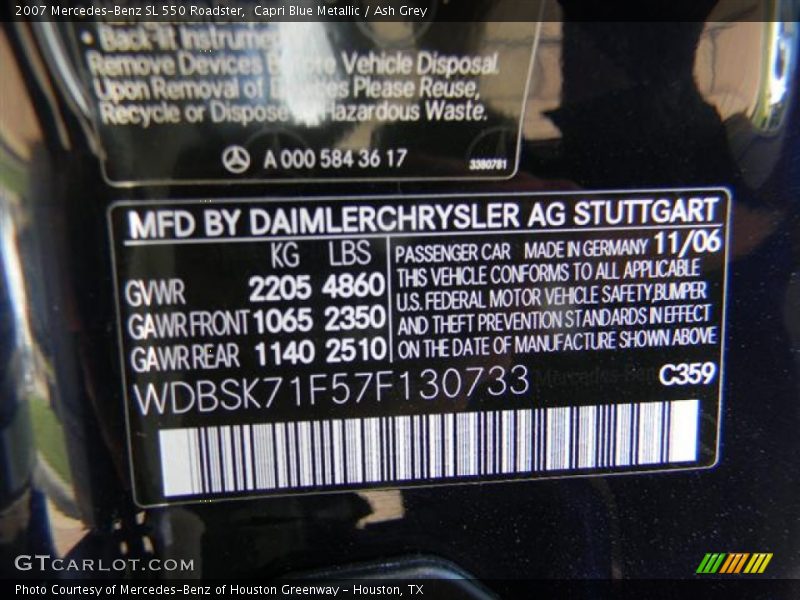 2007 Mercedes-Benz SL 550 Roadster, Capri Blue Metallic / Ash Grey
• Back-lit Instrume
Remove Devices Before Vehicle Disposal.
Upon Removal of Devices Please Reuse,
Recycle or Dispose Hazardous Waste.
A 000 584 36 17
3380781
MFD BY DAIMLERCHRYSLER AG STUTTGART
KG LBS
GVWR 2205 4860
GAWR FRONT 1065 2350
GAWR REAR 1140 2510
PASSENGER CAR MADE IN GERMANY 11/06
THIS VEHICLE CONFORMS TO ALL APPLICABLE
U.S. FEDERAL MOTOR VEHICLE SAFETY,BUMPER
AND THEFT PREVENTION STANDARDS IN EFFECT
ON THE DATE OF MANUFACTURE SHOWN ABOVE
WDBSK71F57F130733
Mercedes-Benz
C359
GTCARLOT.COM
Photo Courtesy of Mercedes-Benz of Houston Greenway - Houston, TX